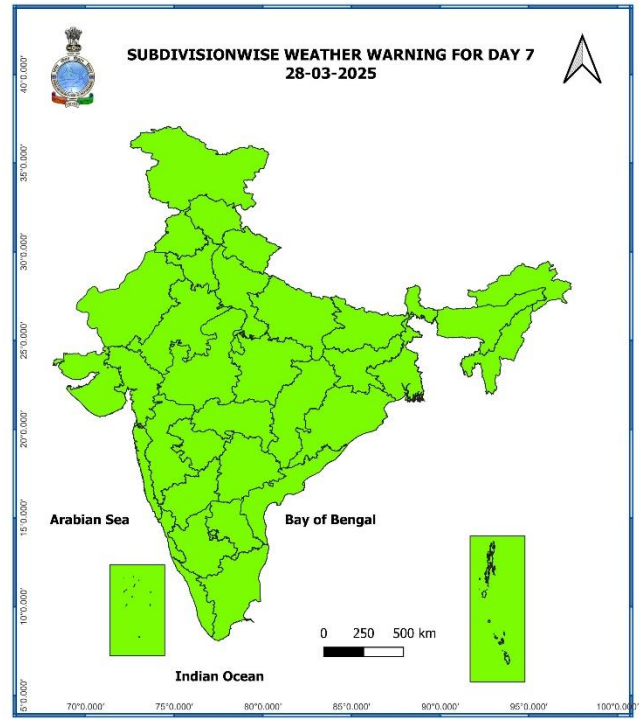 SUBDIVISIONWISE WEATHER WARNING FOR DAY 7
28-03-2025
40°0.000'
35°0.000'
30°0.000'
25°0.000'
20°0.000'
15°0.000'
10°0.000'
5°0.000'
Arabian Sea
Bay of Bengal
0 250 500 km
Indian Ocean
70°0.000' 75°0.000' 80°0.000' 85°0.000' 90°0.000' 95°0.000' 100°0.000'